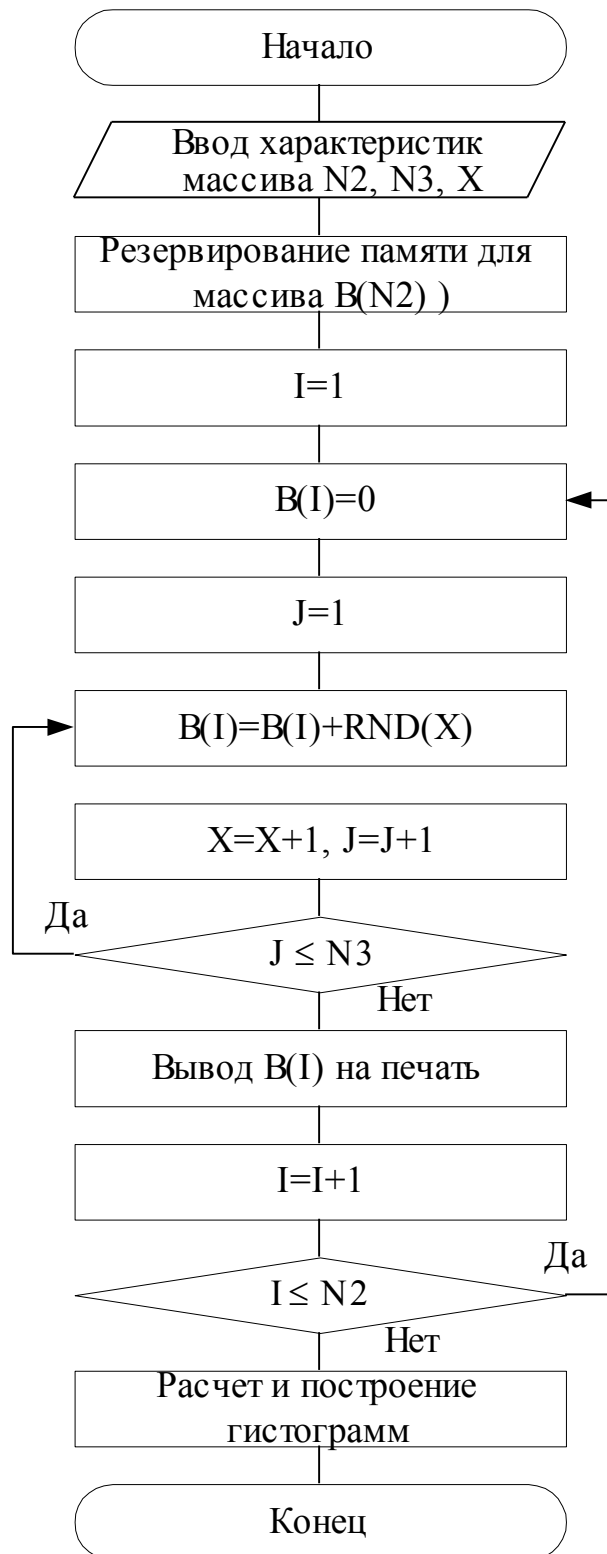 Начало
Ввод характеристик
массива N2, N3, X
Резервирование памяти для
массива B(N2) )
I=1
B(I)=0
J=1
B(I)=B(I)+RND(X)
X=X+1, J=J+1
Да
J ≤ N3
Нет
Вывод B(I) на печать
I=I+1
Да
I ≤ N2
Нет
Расчет и построение
гистограмм
Конец